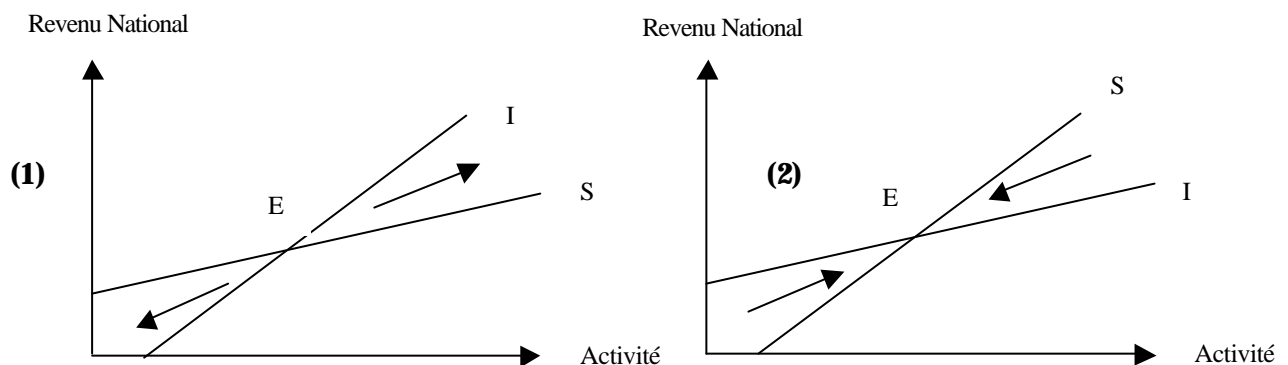 Revenu National
I
(1)
S
E
Activité
Revenu National
S
(2)
E
I
Activité